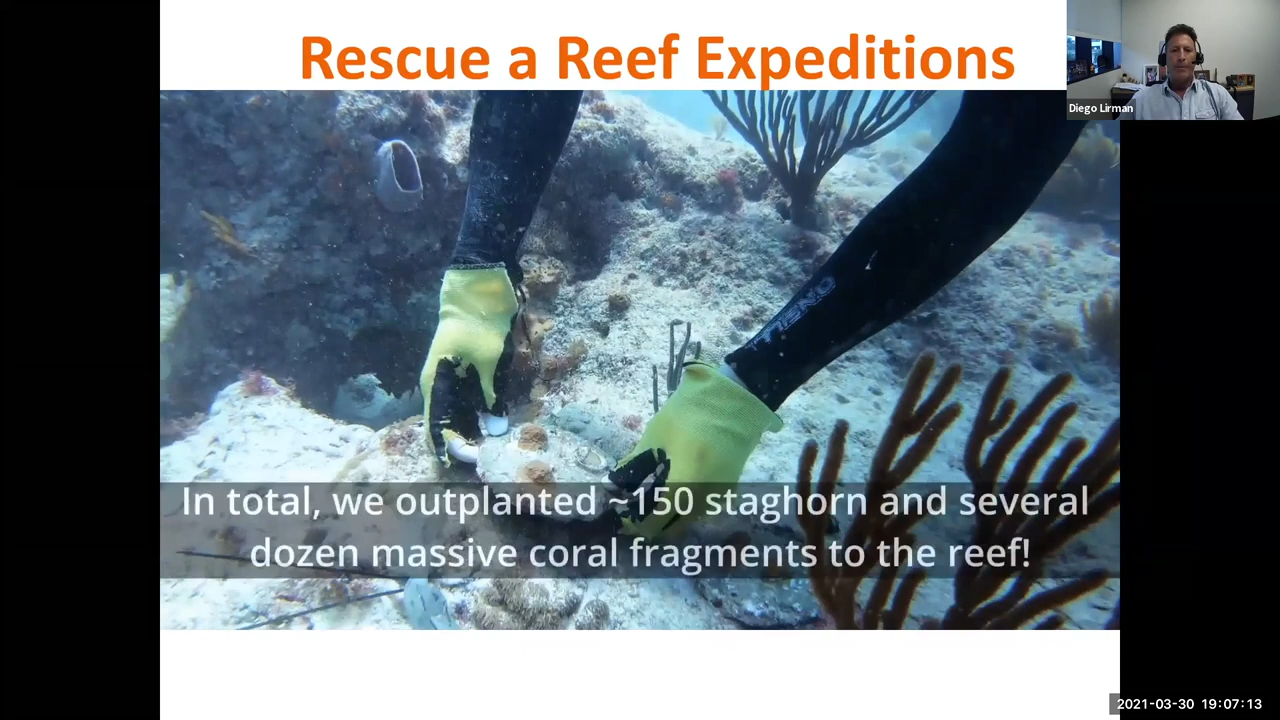 Rescue a Reef Expeditions
Diego Lirman
O'NEILL
In total, we outplanted ~150 staghorn and several
dozen massive coral fragments to the reef!
2021-03-30 19:07:13